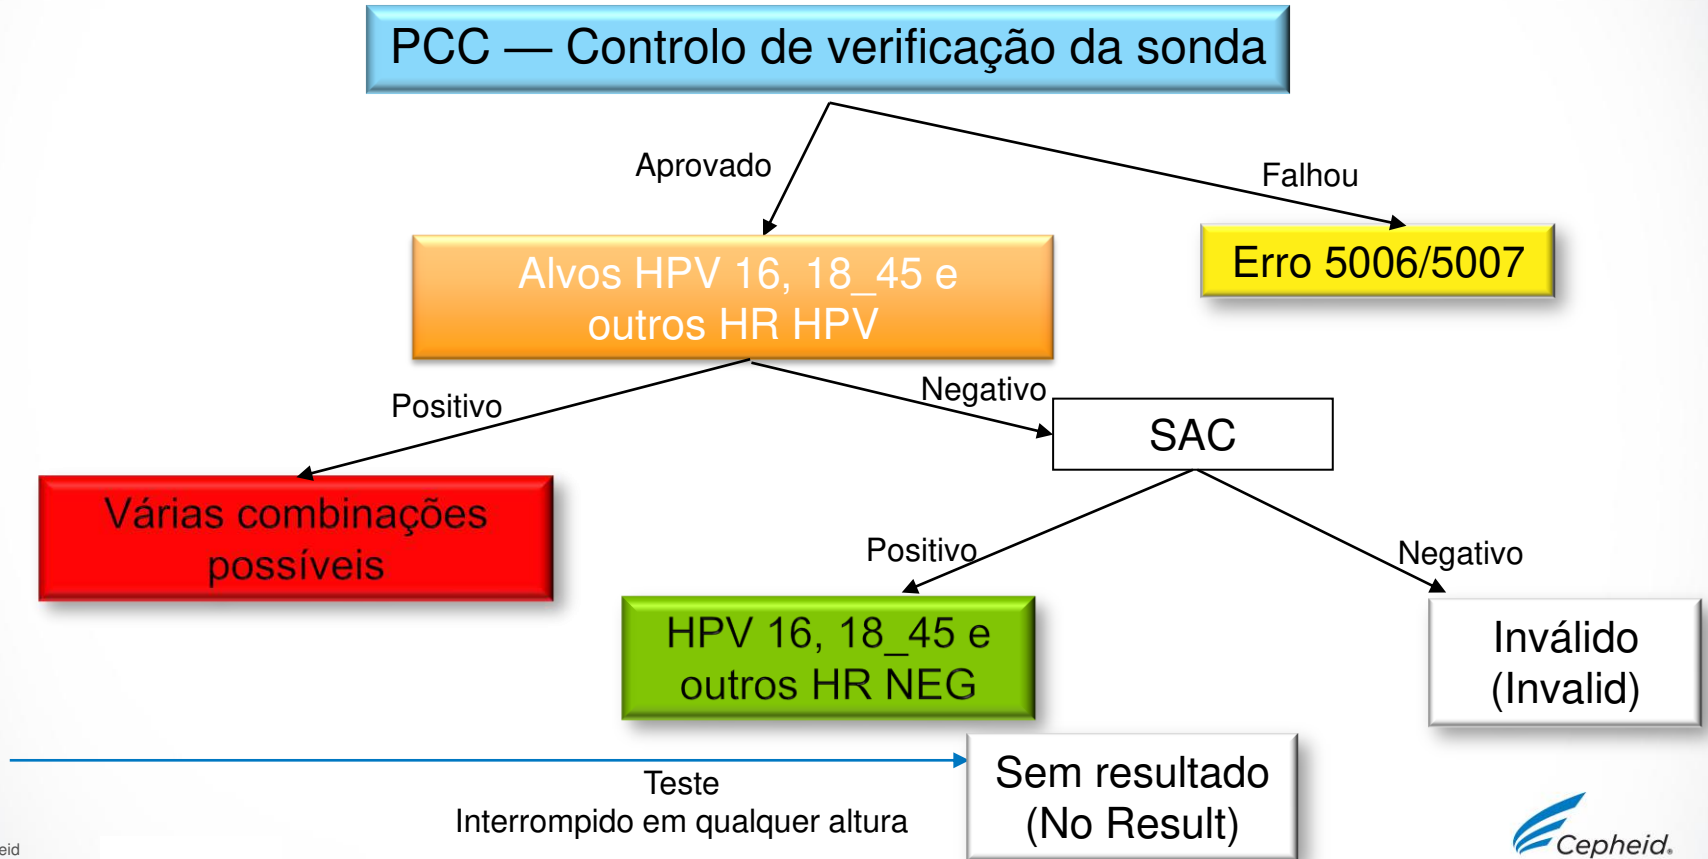 PCC — Controlo de verificação da sonda
Aprovado
Falhou
Alvos HPV 16, 18_45 e
outros HR HPV
Erro 5006/5007
Positivo
Negativo
SAC
Várias combinações
possíveis
Positivo
Negativo
HPV 16, 18_45 e
outros HR NEG
Inválido
(Invalid)
Teste
Interrompido em qualquer altura
Sem resultado
(No Result)
eid
Cepheid.